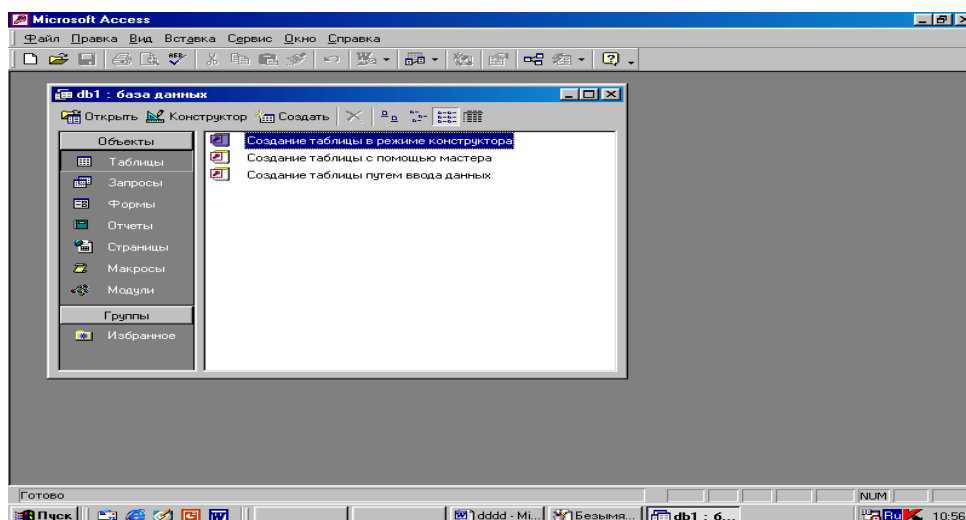 Microsoft Access
Файл Правка Вид Вставка Сервис Окно Справка
db1 : база данных
Открыть Конструктор Создать
Объекты
Таблицы
Запросы
Формы
Отчеты
Страницы
Макросы
Модули
Группы
Избранное
Создание таблицы в режиме конструктора
Создание таблицы с помощью мастера
Создание таблицы путем ввода данных
Готово
NUM
Пуск
dddd - Mi...
Безымя...
db1 : б...
Ru
10:56